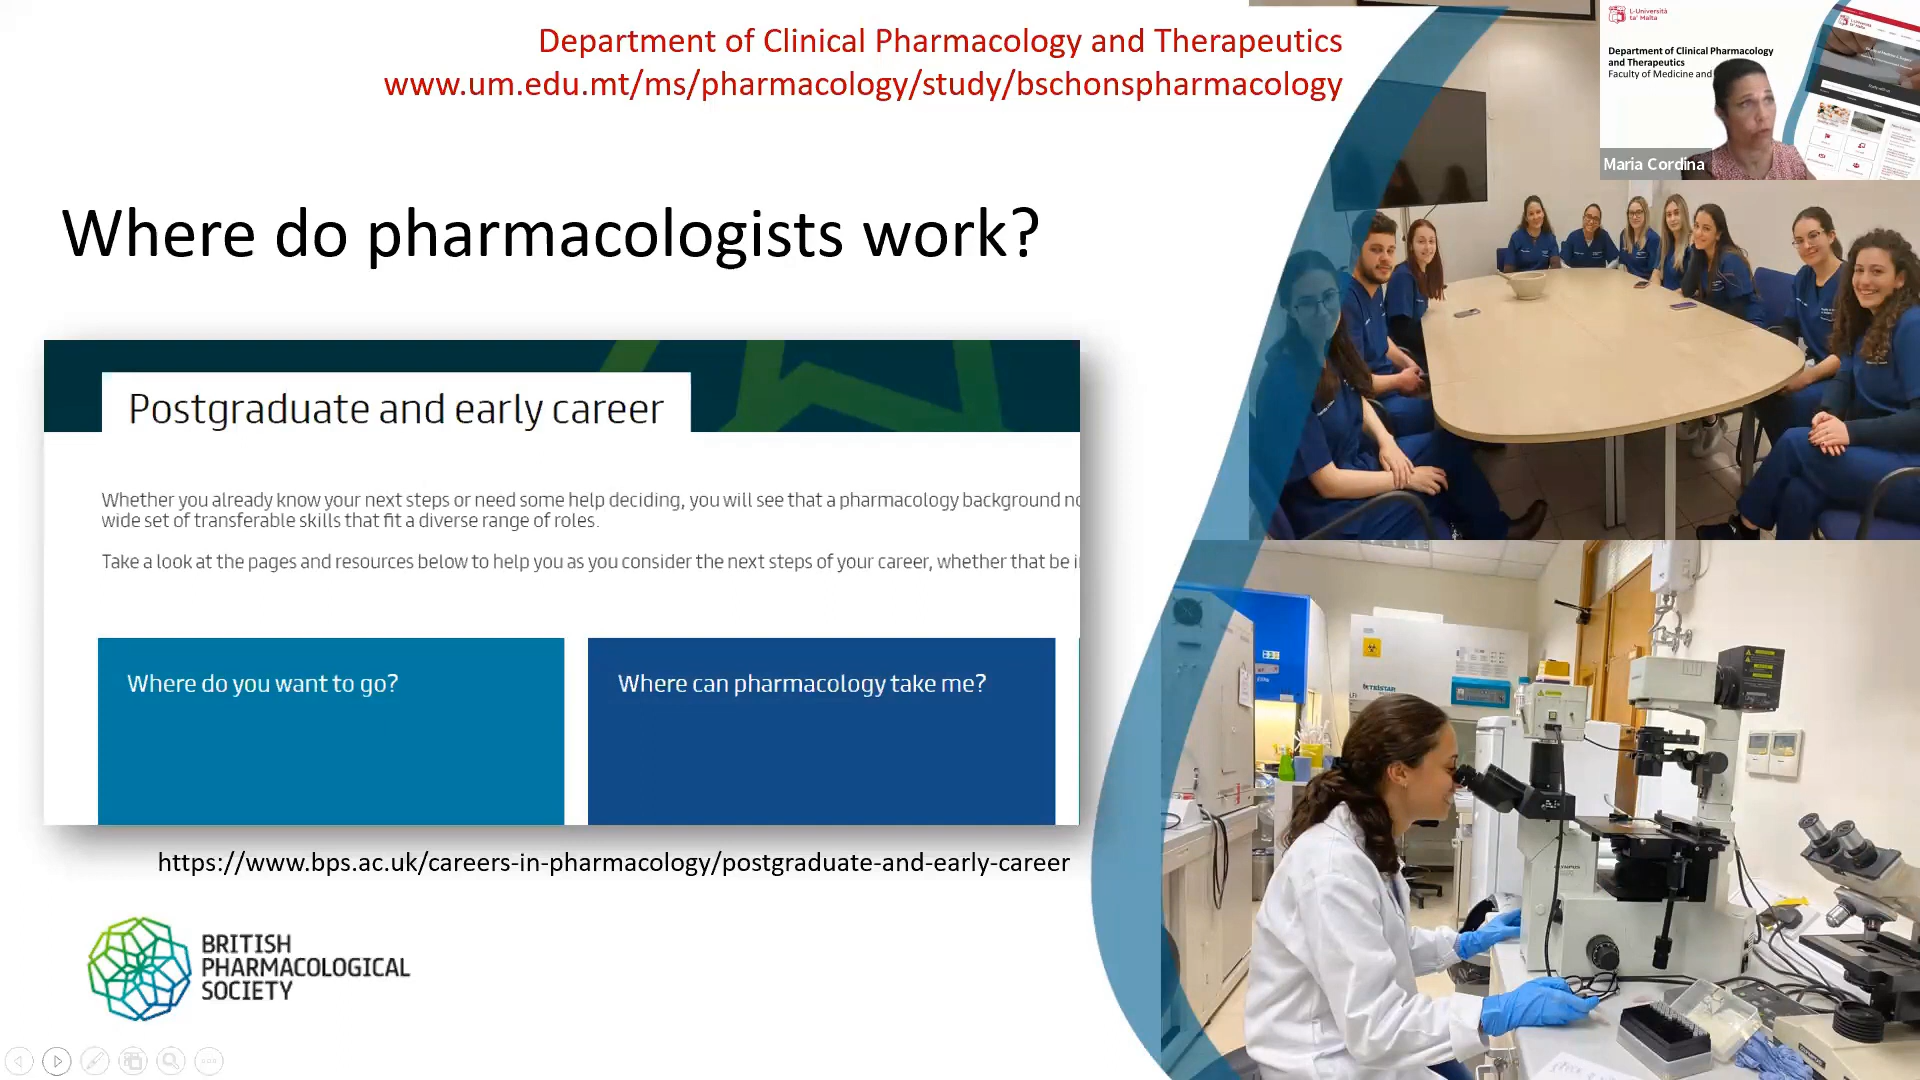 Department of Clinical Pharmacology and Therapeutics
www.um.edu.mt/ms/pharmacology/study/bschonspharmacology
L-Università
ta' Malta
Department of Clinical Pharmacology
and Therapeutics
Faculty of Medicine and
Maria Cordina
Where do pharmacologists work?
Postgraduate and early career
Whether you already know your next steps or need some help deciding, you will see that a pharmacology background
wide set of transferable skills that fit a diverse range of roles.
Take a look at the pages and resources below to help you as you consider the next steps of your career, whether that be
Where do you want to go?
Where can pharmacology take me?
https://www.bps.ac.uk/careers-in-pharmacology/postgraduate-and-early-career
BRITISH
PHARMACOLOGICAL
SOCIETY
TELSTAR
OLYMPUS